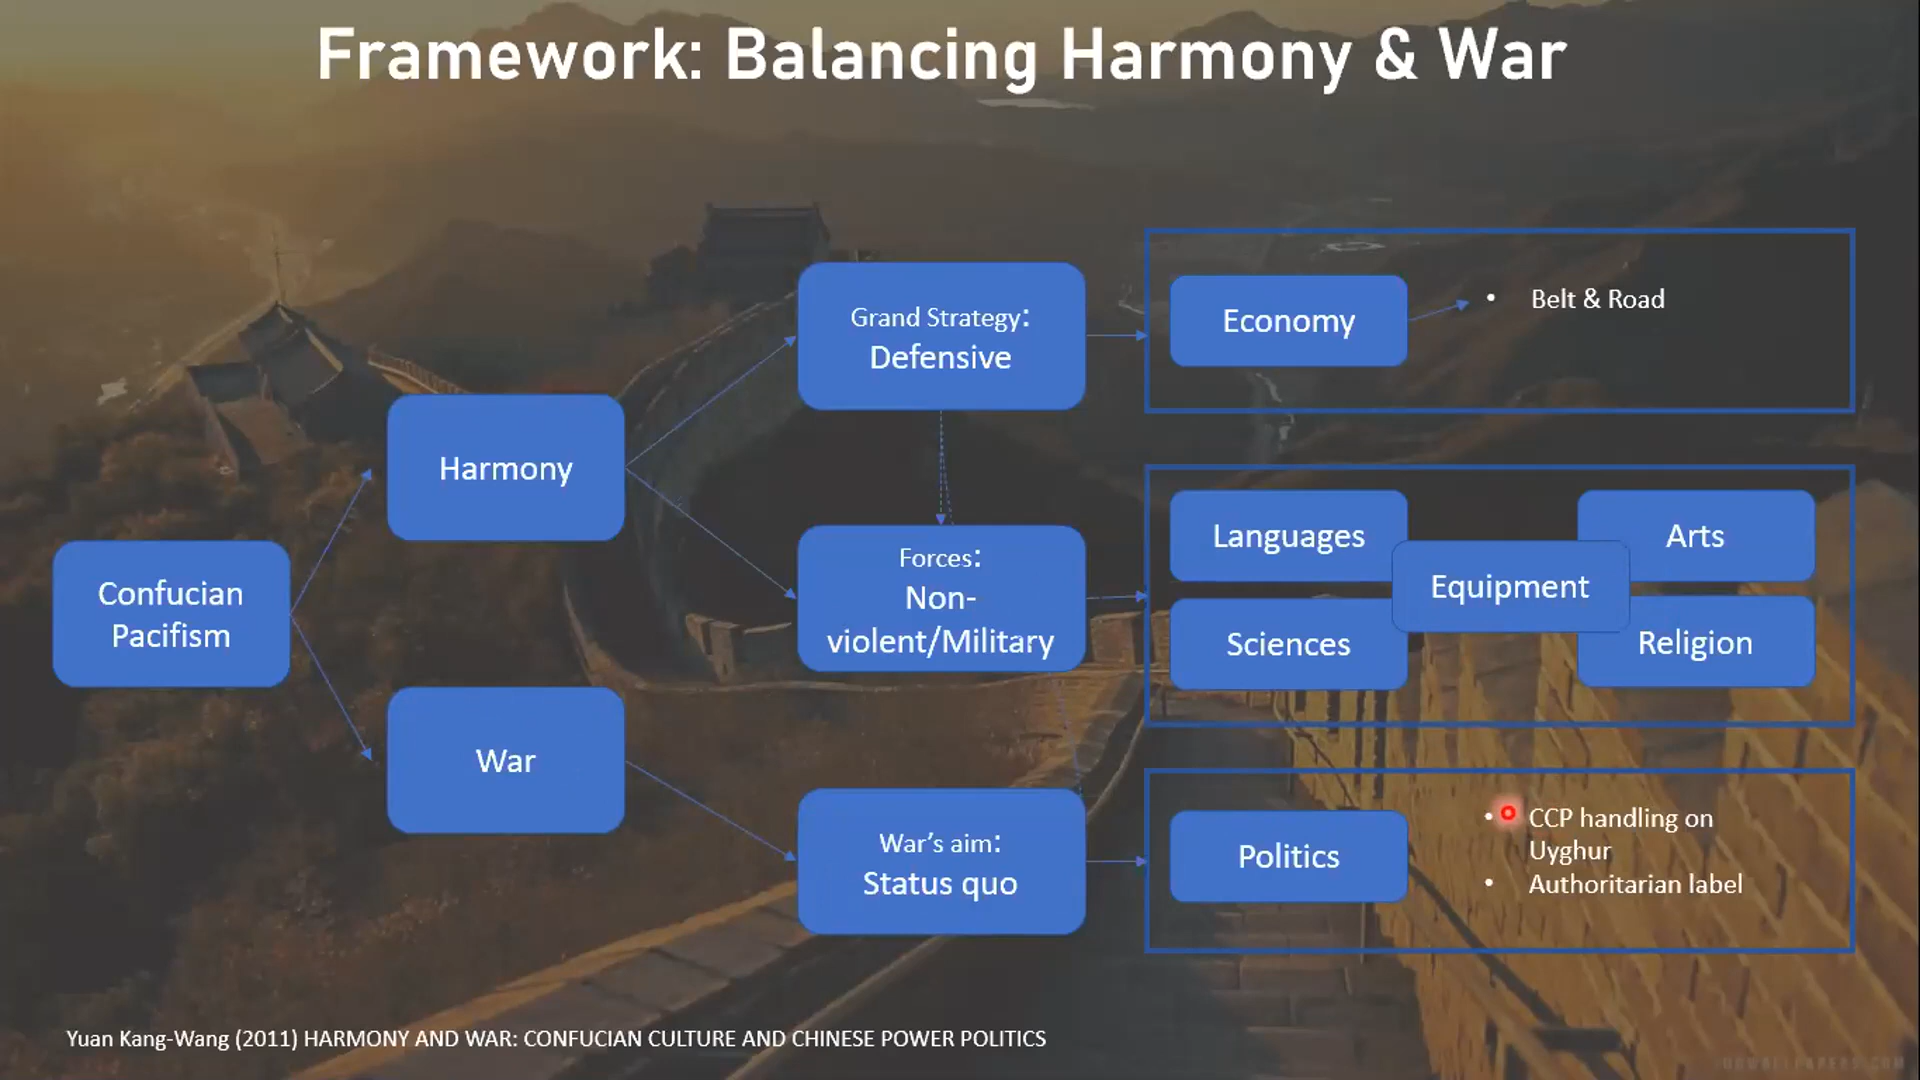 Framework: Balancing Harmony & War
Confucian
Pacifism
Harmony
War
Grand Strategy:
Defensive
Forces:
Non-
violent/Military
War's aim:
Status quo
Economy
• Belt & Road
Languages
Arts
Equipment
Sciences
Religion
Politics
• CCP handling on
Uyghur
• Authoritarian label
Yuan Kang-Wang (2011) HARMONY AND WAR: CONFUCIAN CULTURE AND CHINESE POWER POLITICS